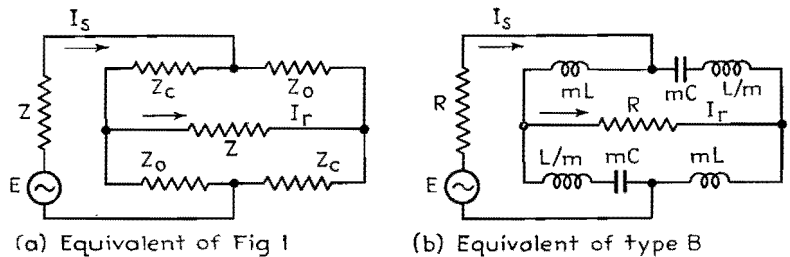 I_s
Z_c
Z_o
Z
I_r
Z
Z_o
Z_c
E
(a) Equivalent of Fig 1
I_s
mL
mC
L/m
R
R
I_r
L/m
mC
mL
E
(b) Equivalent of type B